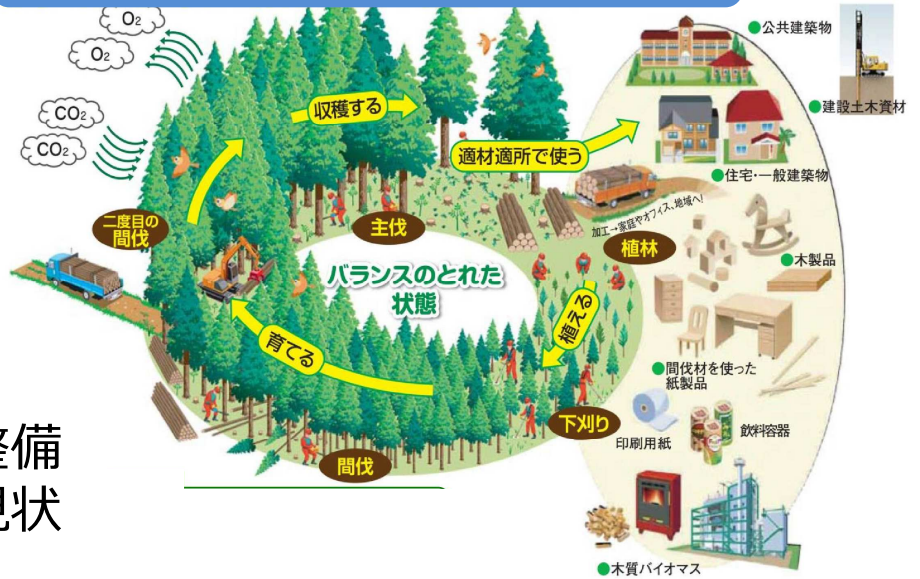 O₂
O₂
CO₂
CO₂
収穫する
適材適所で使う
二度目の
間伐
主伐
加工→家庭やオフィス、地域へ!
植林
バランスのとれた
状態
植える
育てる
下刈り
間伐
●公共建築物
●建設土木資材
●住宅・一般建築物
●木製品
●間伐材を使った
紙製品
印刷用紙
飲料容器
●木質バイオマス
整備
現状